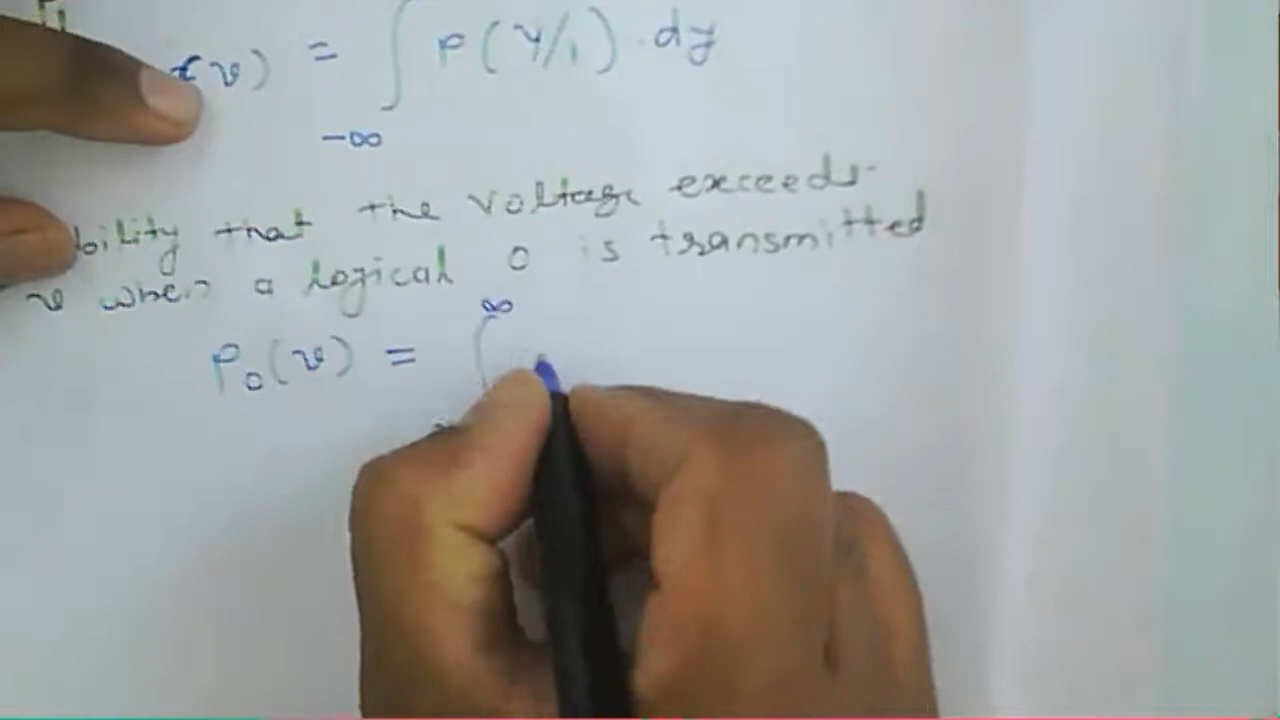 (v) = ∫ P(Y/1) dy
-∞
bility that the voltage exceeds
v when a logical 0 is transmitted
∞
P₀(v) = ∫